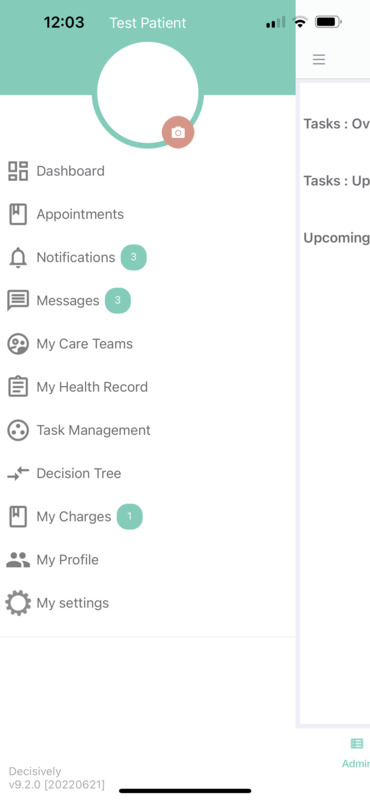 12:03
Test Patient
Tasks : Ov
Dashboard
Tasks : Up
Appointments
Upcoming
Notifications 3
Messages 3
My Care Teams
My Health Record
Task Management
Decision Tree
My Charges 1
My Profile
My settings
Admin
Decisively
v9.2.0 [20220621]